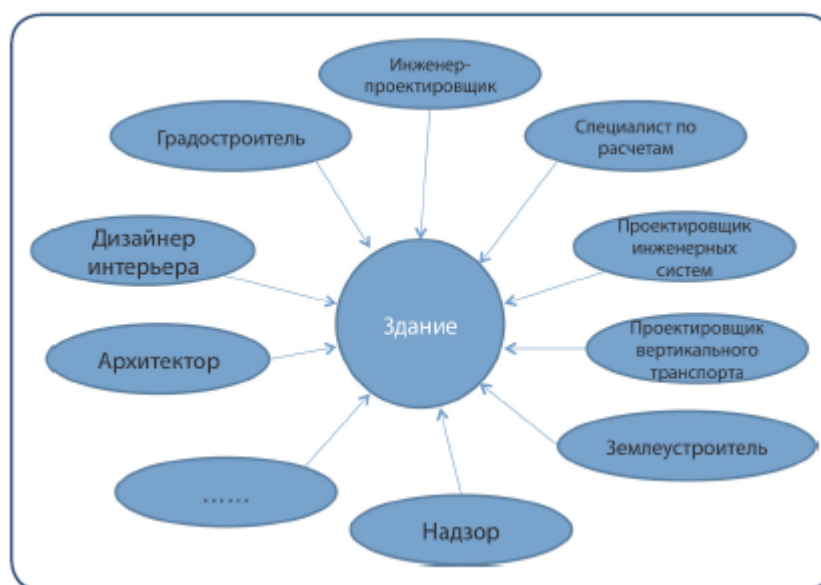 Инженер-
проектировщик
Градостроитель
Специалист по
расчетам
Дизайнер
интерьера
Проектировщик
инженерных
систем
Здание
Архитектор
Проектировщик
вертикального
транспорта
Землеустроитель
......
Надзор